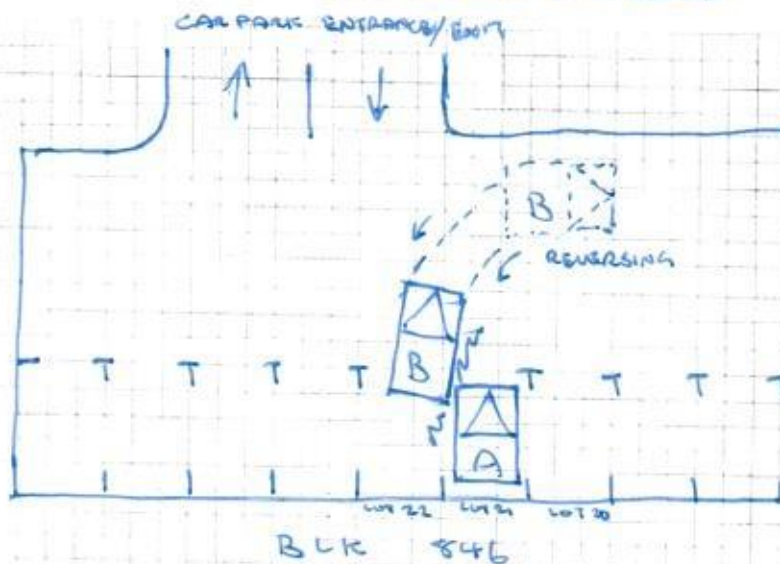 CAR PARK ENTRANCE/EXIT
B
REVERSING
T T T T T T T T
B
A
LOT 22 LOT 21 LOT 20
BLK 846